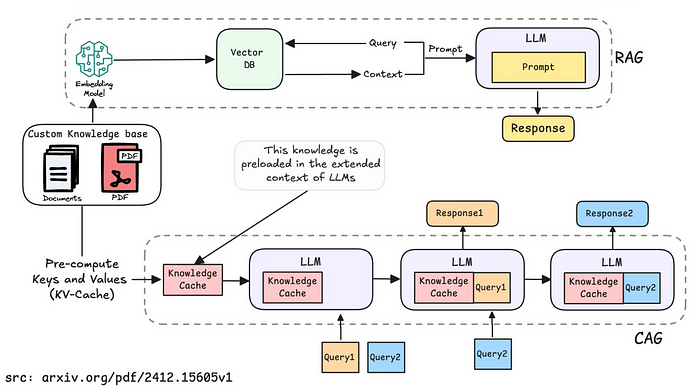 LLM
RAG
Vector
DB
Query
Context
Prompt
Prompt
Embedding
Model
Response
Custom Knowledge base
PDF
Documents
PDF
This knowledge is
preloaded in the extended
context of LLMs
Response1
Response2
Pre-compute
Keys and Values
(KV-Cache)
Knowledge
Cache
LLM
Knowledge
Cache
LLM
Knowledge
Cache
Query1
LLM
Knowledge
Cache
Query2
CAG
Query1
Query2
Query2
src: arxiv.org/pdf/2412.15605v1